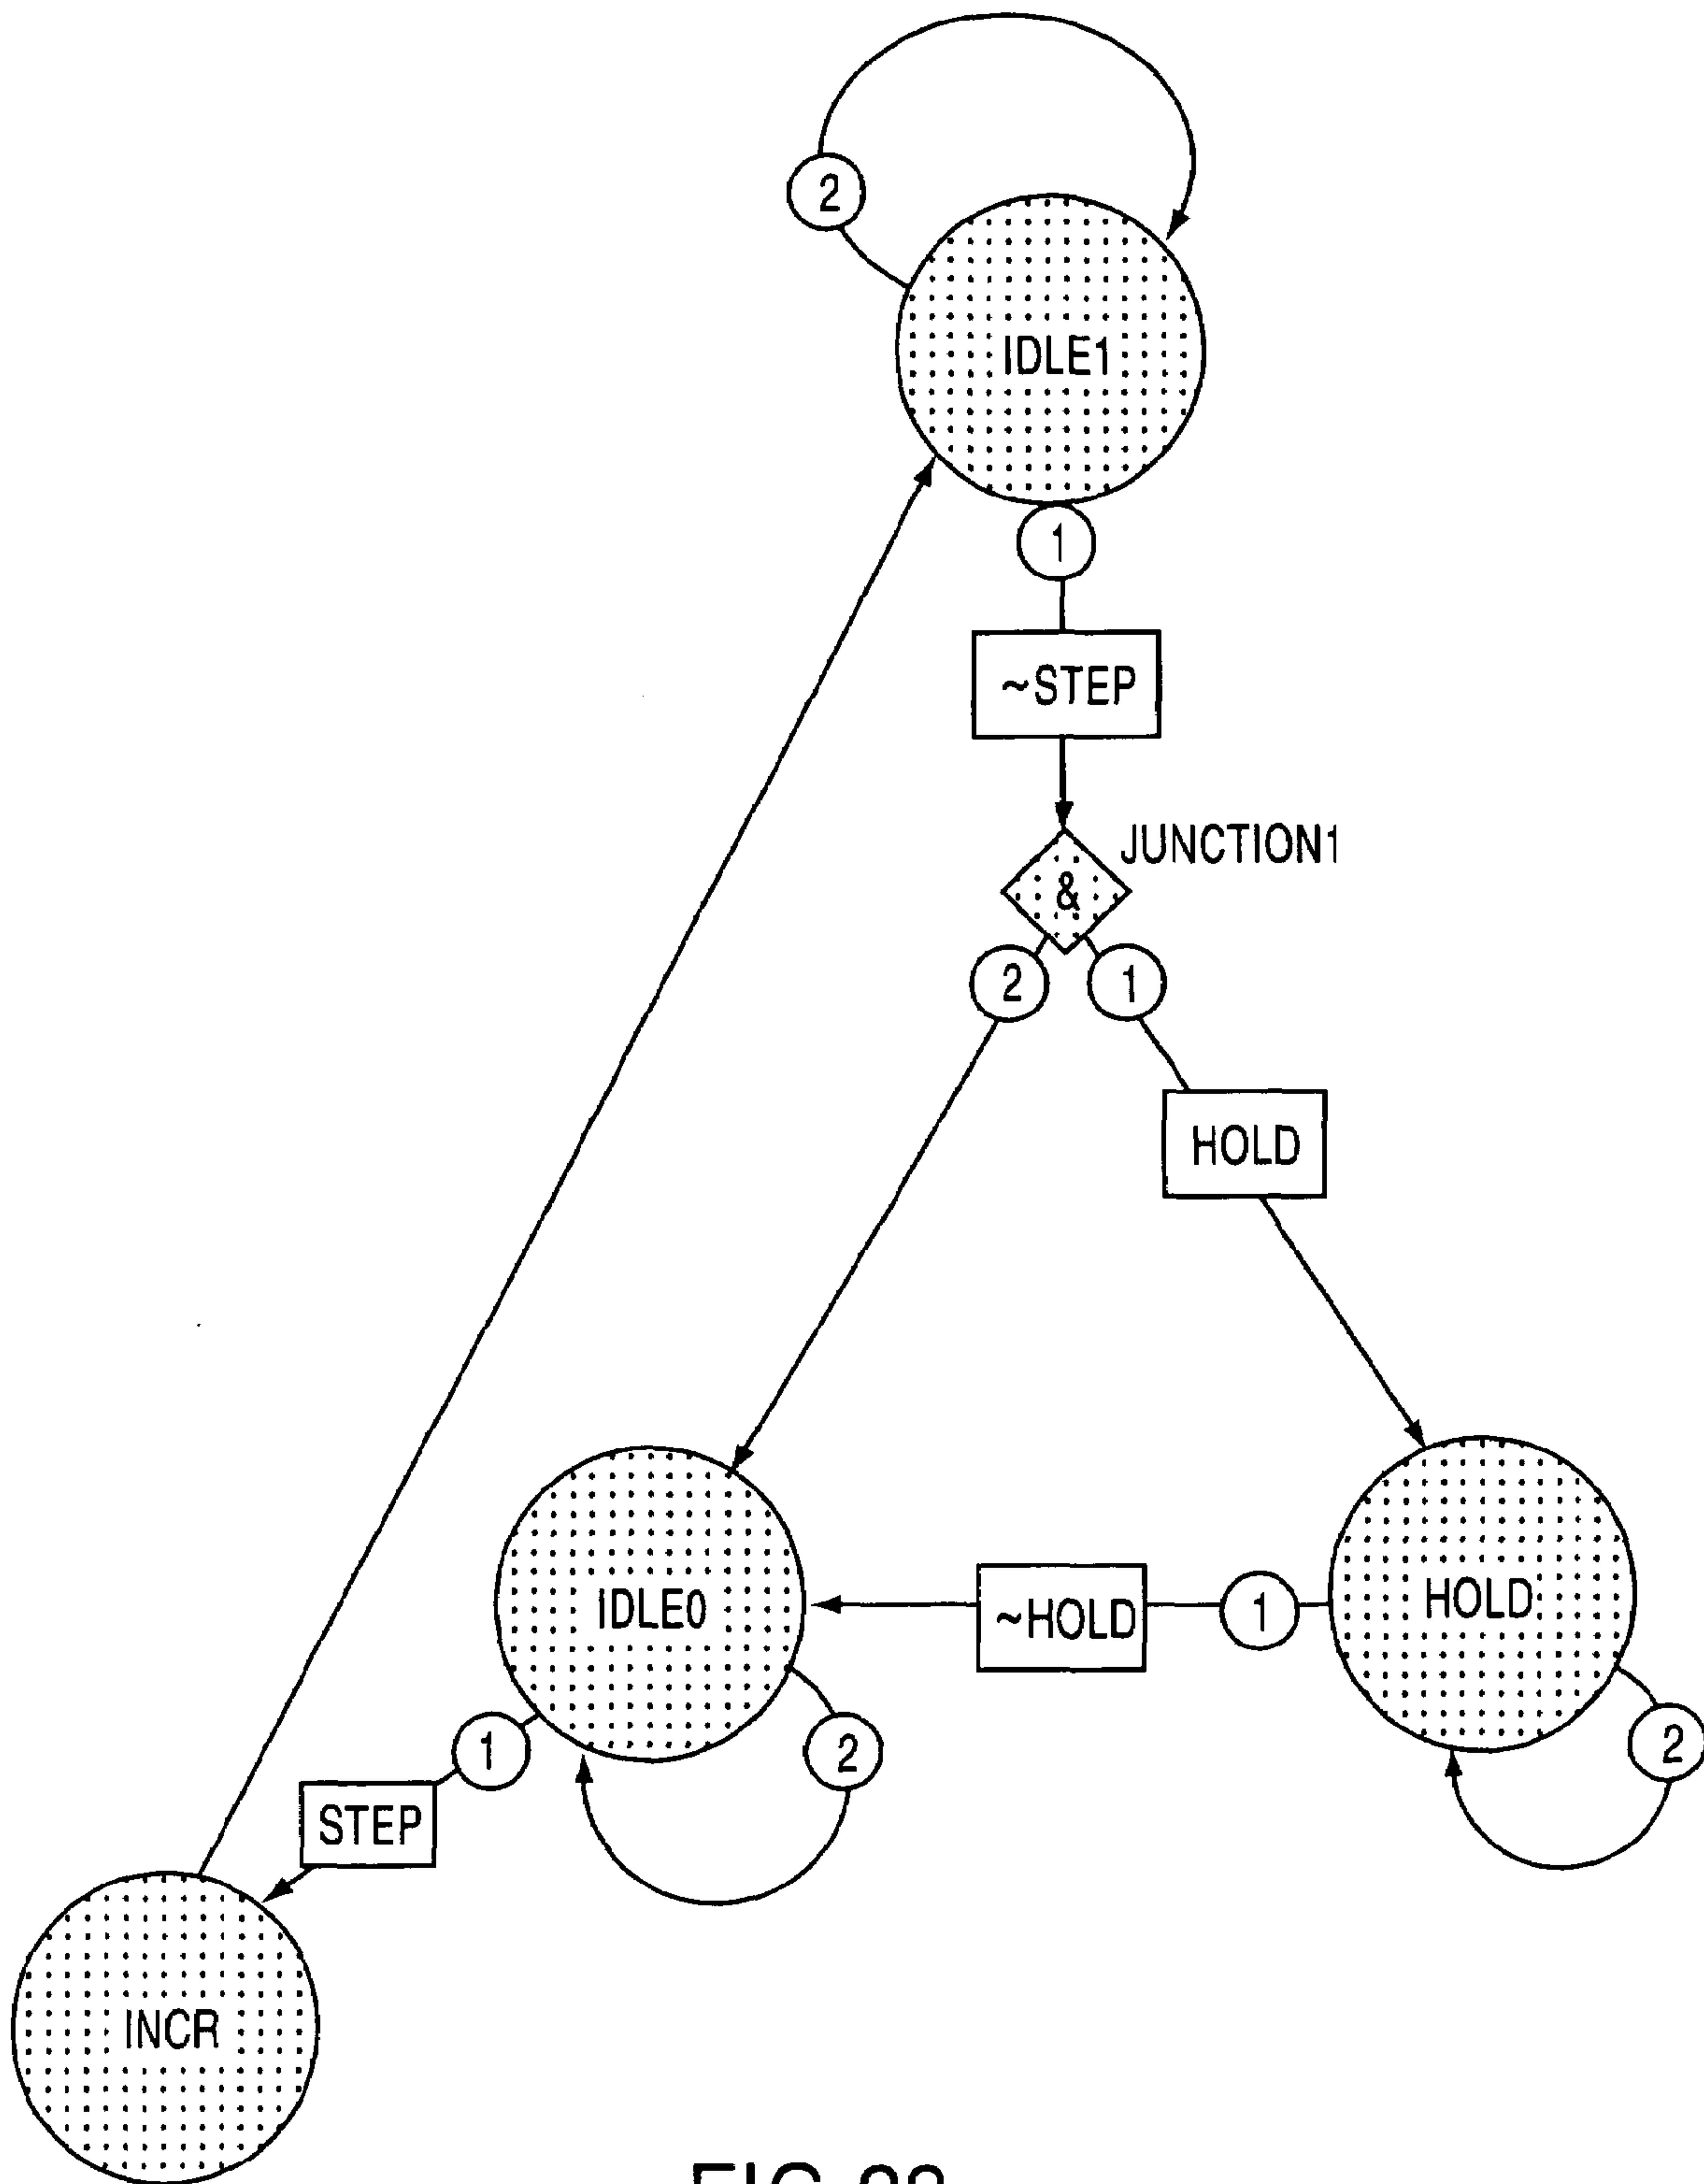 2
IDLE1
1
~STEP
JUNCTION1
&
2
1
HOLD
IDLE0
~HOLD
1
HOLD
1
2
2
STEP
INCR